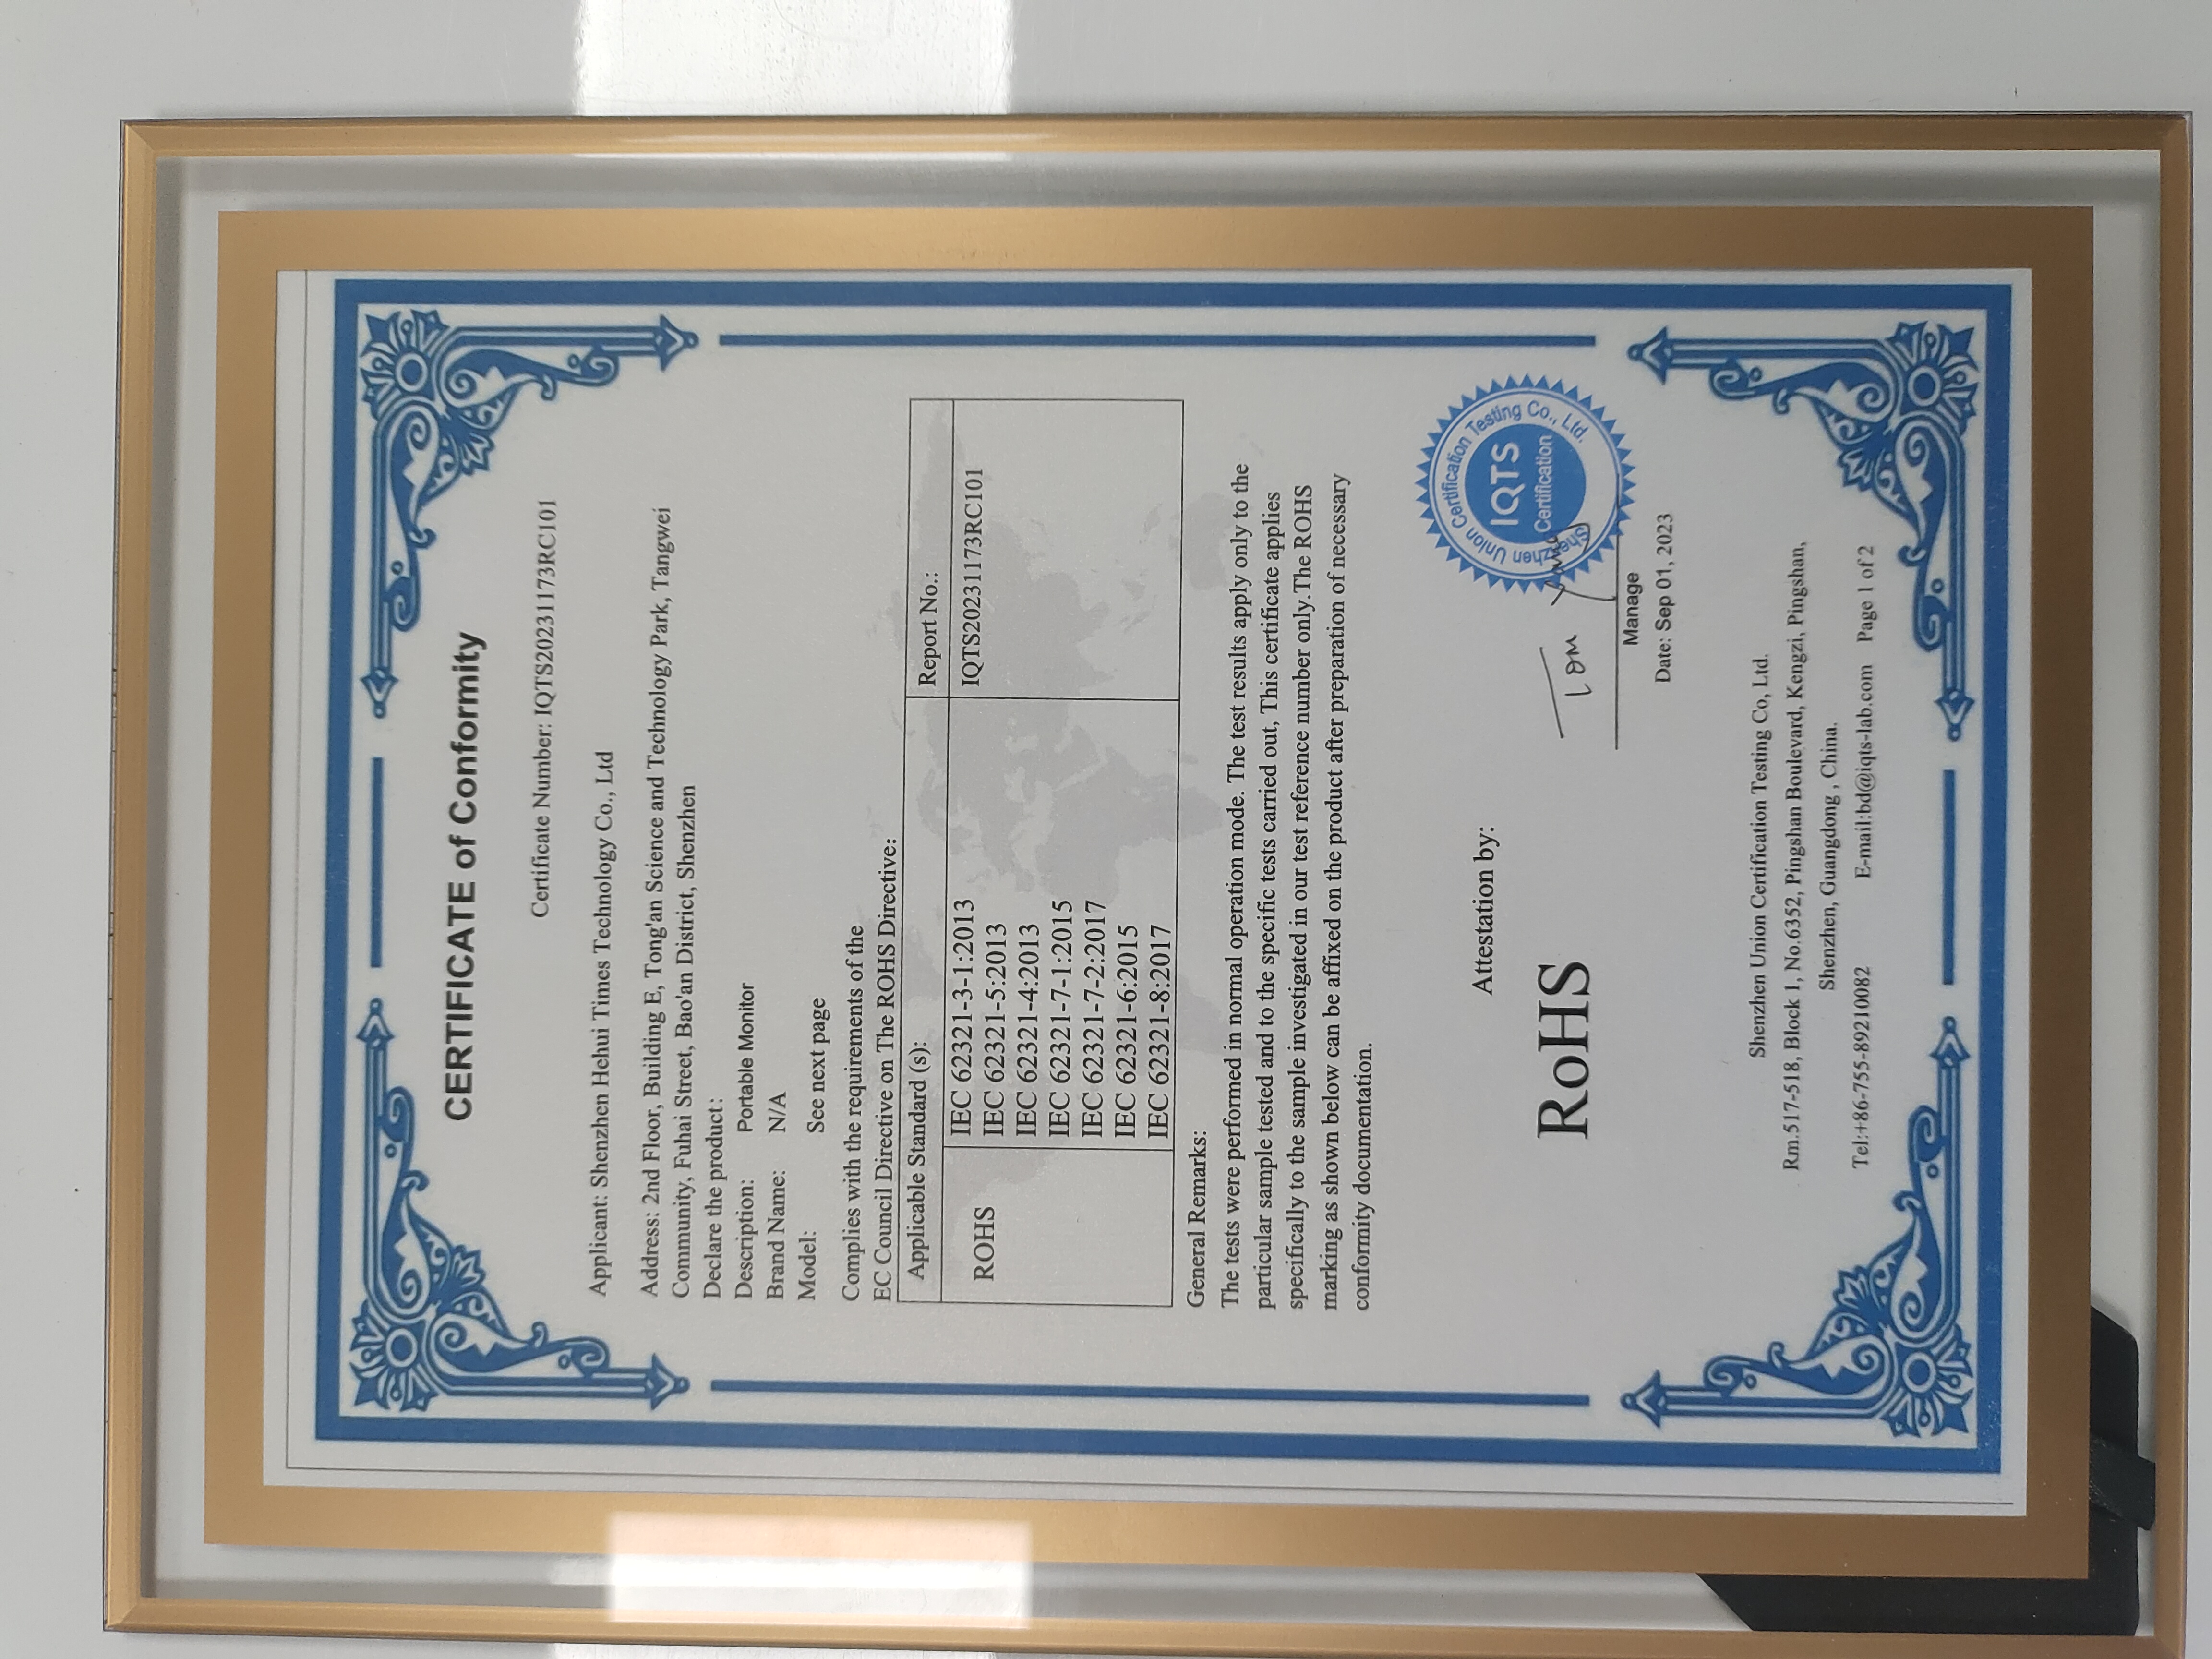 CERTIFICATE of Conformity
Certificate Number: IQTS20231173RC101
Applicant: Shenzhen Hehui Times Technology Co., Ltd
Address: 2nd Floor, Building E, Tong'an Science and Technology Park, Tangwei
Community, Fuhai Street, Bao'an District, Shenzhen
Declare the product:
Description: Portable Monitor
Brand Name: N/A
Model: See next page
Complies with the requirements of the
EC Council Directive on The ROHS Directive:
Applicable Standard (s): Report No.:
ROHS
IEC 62321-3-1:2013 IQTS20231173RC101
IEC 62321-5:2013
IEC 62321-4:2013
IEC 62321-7-1:2015
IEC 62321-7-2:2017
IEC 62321-6:2015
IEC 62321-8:2017
General Remarks:
The tests were performed in normal operation mode. The test results apply only to the
particular sample tested and to the specific tests carried out, This certificate applies
specifically to the sample investigated in our test reference number only.The ROHS
marking as shown below can be affixed on the product after preparation of necessary
conformity documentation.
Attestation by:
RoHS
Tom
Shenzhen Union Certification Testing Co., Ltd.
IQTS
Certification
Manage
Date: Sep 01, 2023
Shenzhen Union Certification Testing Co, Ltd.
Rm.517-518, Block 1, No.6352, Pingshan Boulevard, Kengzi, Pingshan,
Shenzhen, Guangdong , China.
Tel:+86-755-89210082 E-mail:bd@iqts-lab.com Page 1 of 2